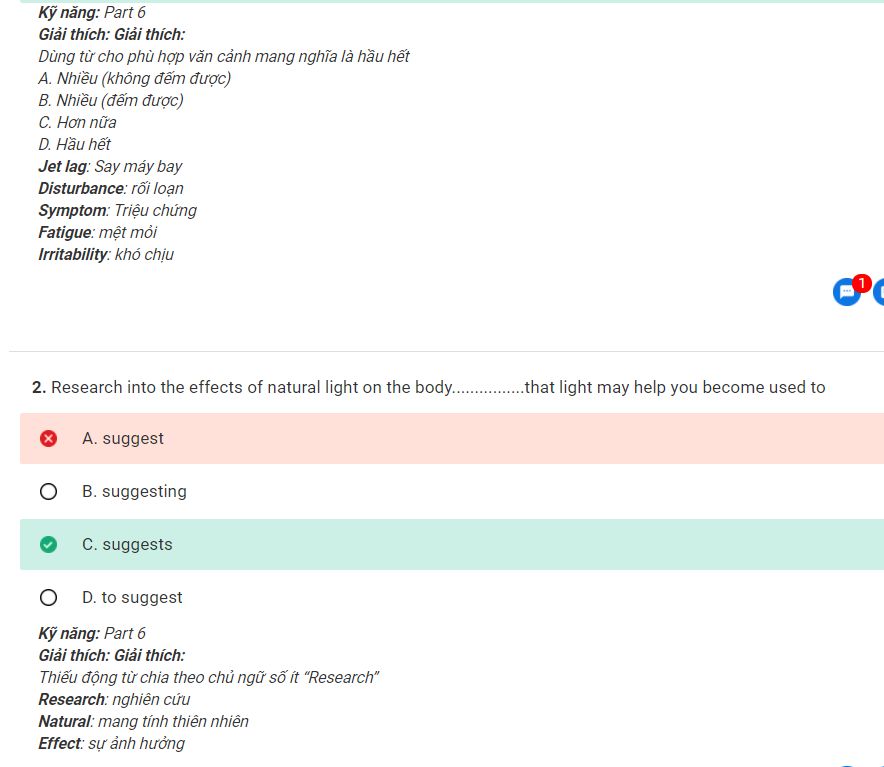 Kỹ năng: Part 6
Giải thích: Giải thích:
Dùng từ cho phù hợp văn cảnh mang nghĩa là hầu hết
A. Nhiều (không đếm được)
B. Nhiều (đếm được)
C. Hơn nữa
D. Hầu hết
Jet lag: Say máy bay
Disturbance: rối loạn
Symptom: Triệu chứng
Fatigue: mệt mỏi
Irritability: khó chịu
1
2. Research into the effects of natural light on the body................that light may help you become used to
A. suggest
B. suggesting
C. suggests
D. to suggest
Kỹ năng: Part 6
Giải thích: Giải thích:
Thiếu động từ chia theo chủ ngữ số ít “Research”
Research: nghiên cứu
Natural: mang tính thiên nhiên
Effect: sự ảnh hưởng